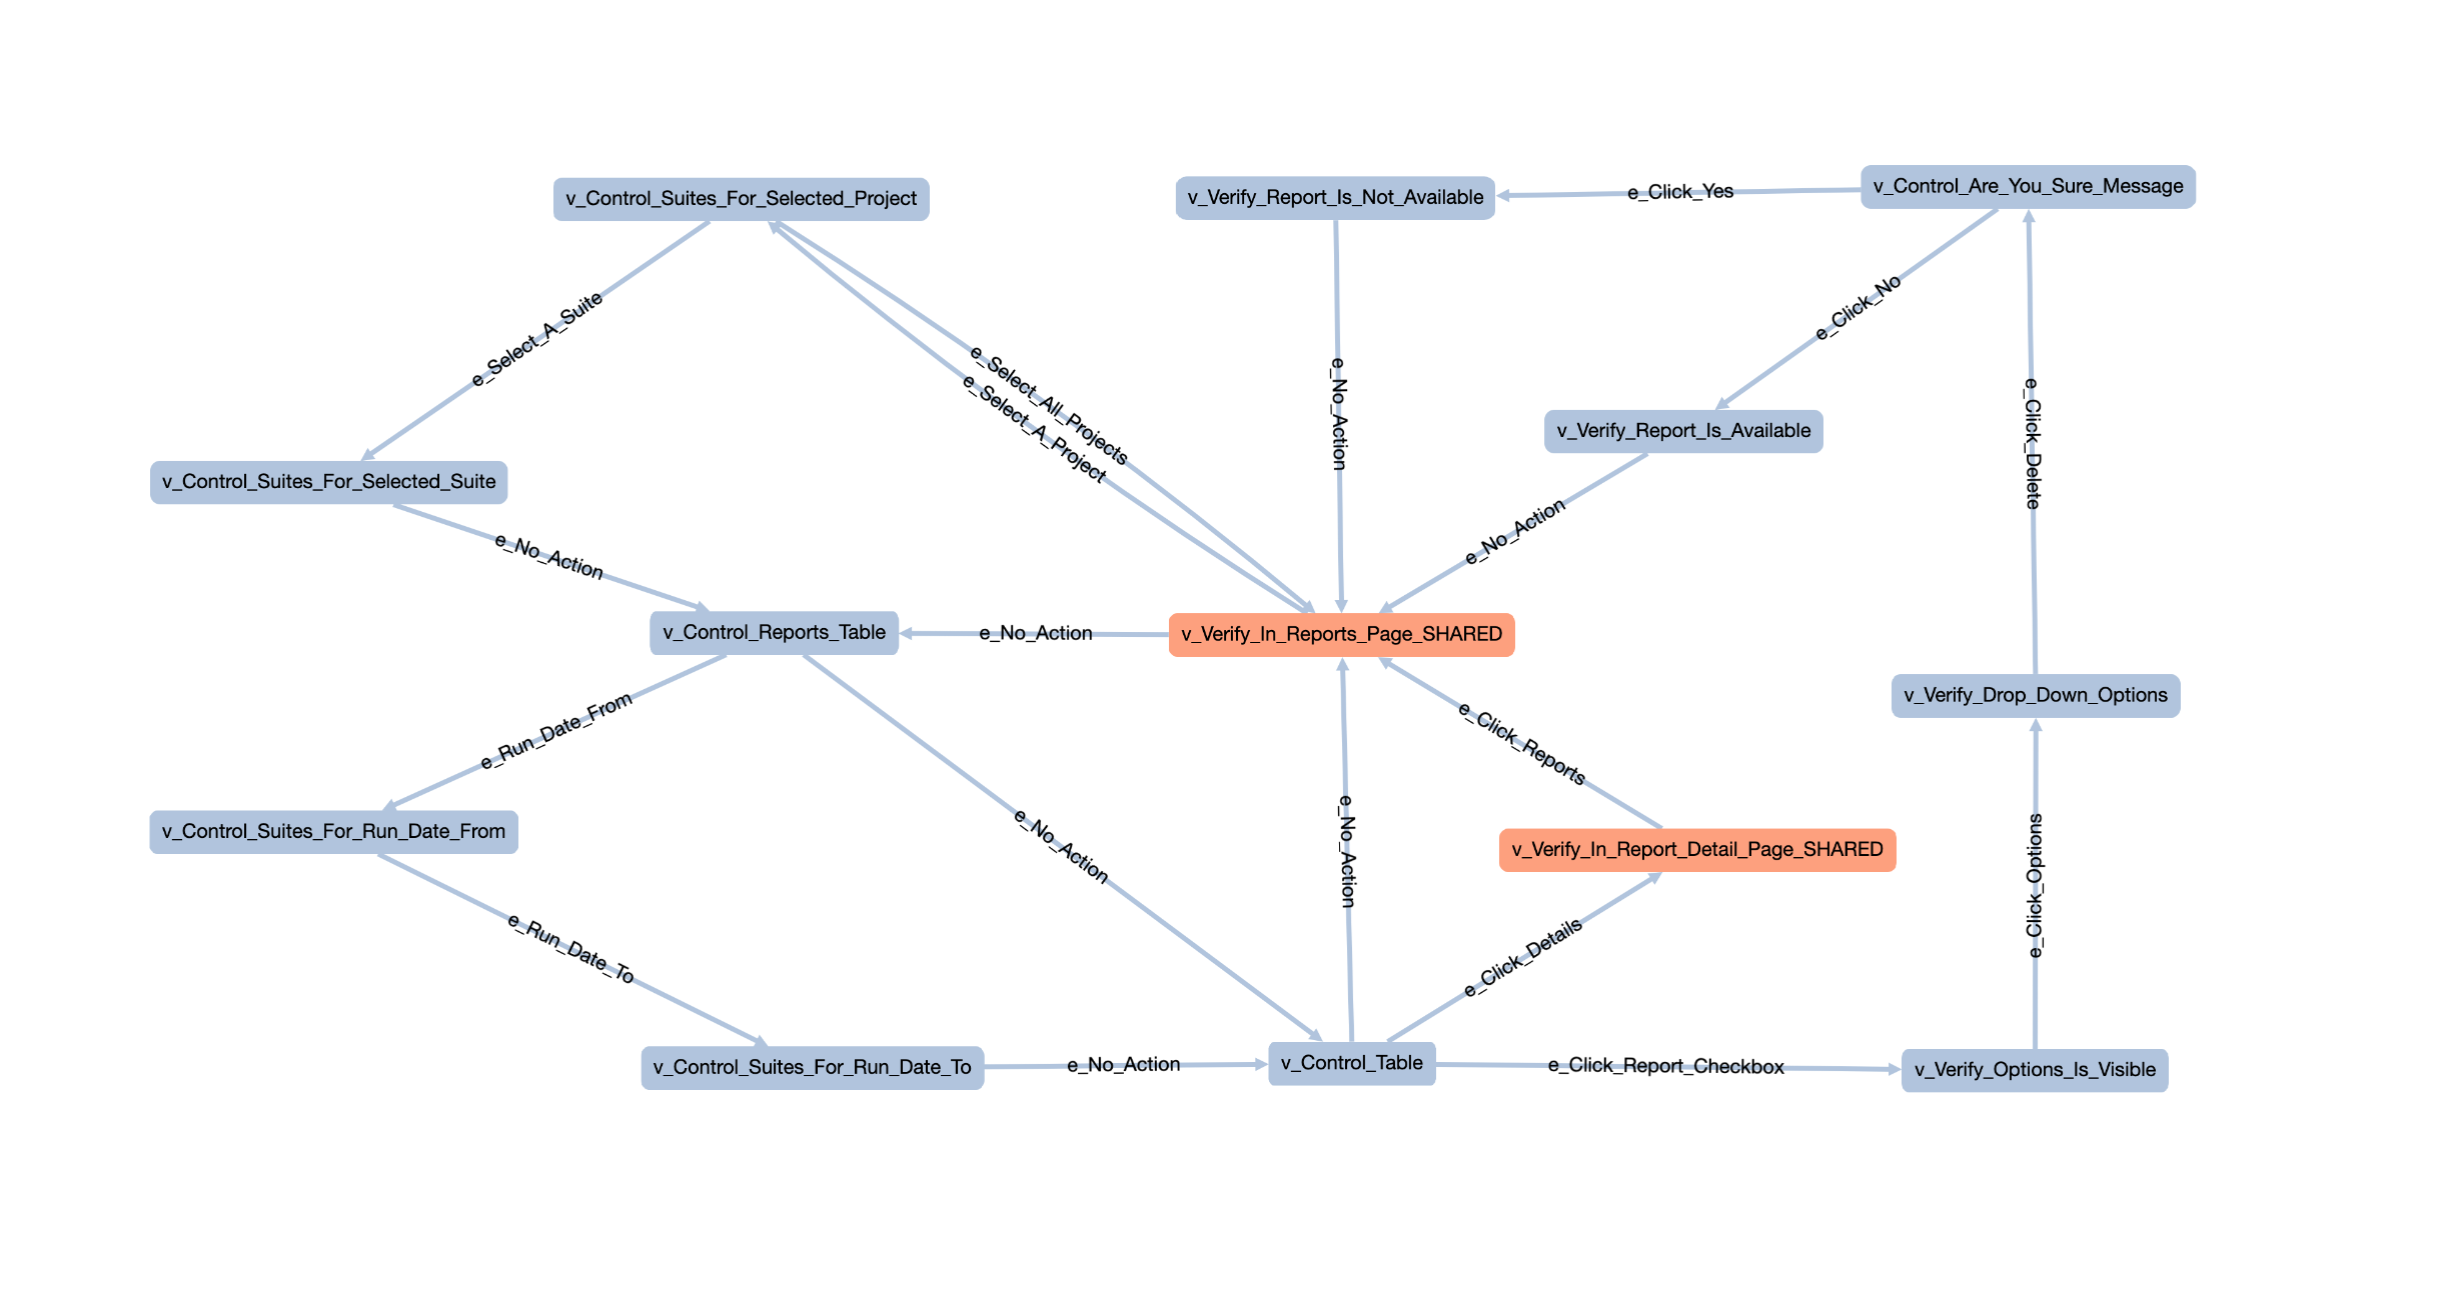 v_Control_Are_You_Sure_Message
v_Control_Suites_For_Selected_Project
v_Verify_Report_Is_Not_Available
e_Click_Yes
e_Click_No
e_Select_A_Suite
e_Select_All_Projects
e_Select_A_Project
e_No_Action
e_Click_Delete
v_Verify_Report_Is_Available
v_Control_Suites_For_Selected_Suite
e_No_Action
e_No_Action
v_Control_Reports_Table
e_No_Action
v_Verify_In_Reports_Page_SHARED
v_Verify_Drop_Down_Options
e_Run_Date_From
e_Click_Reports
v_Control_Suites_For_Run_Date_From
e_No_Action
e_No_Action
v_Verify_In_Report_Detail_Page_SHARED
e_Click_Options
e_Run_Date_To
e_Click_Details
v_Control_Suites_For_Run_Date_To
e_No_Action
v_Control_Table
e_Click_Report_Checkbox
v_Verify_Options_Is_Visible